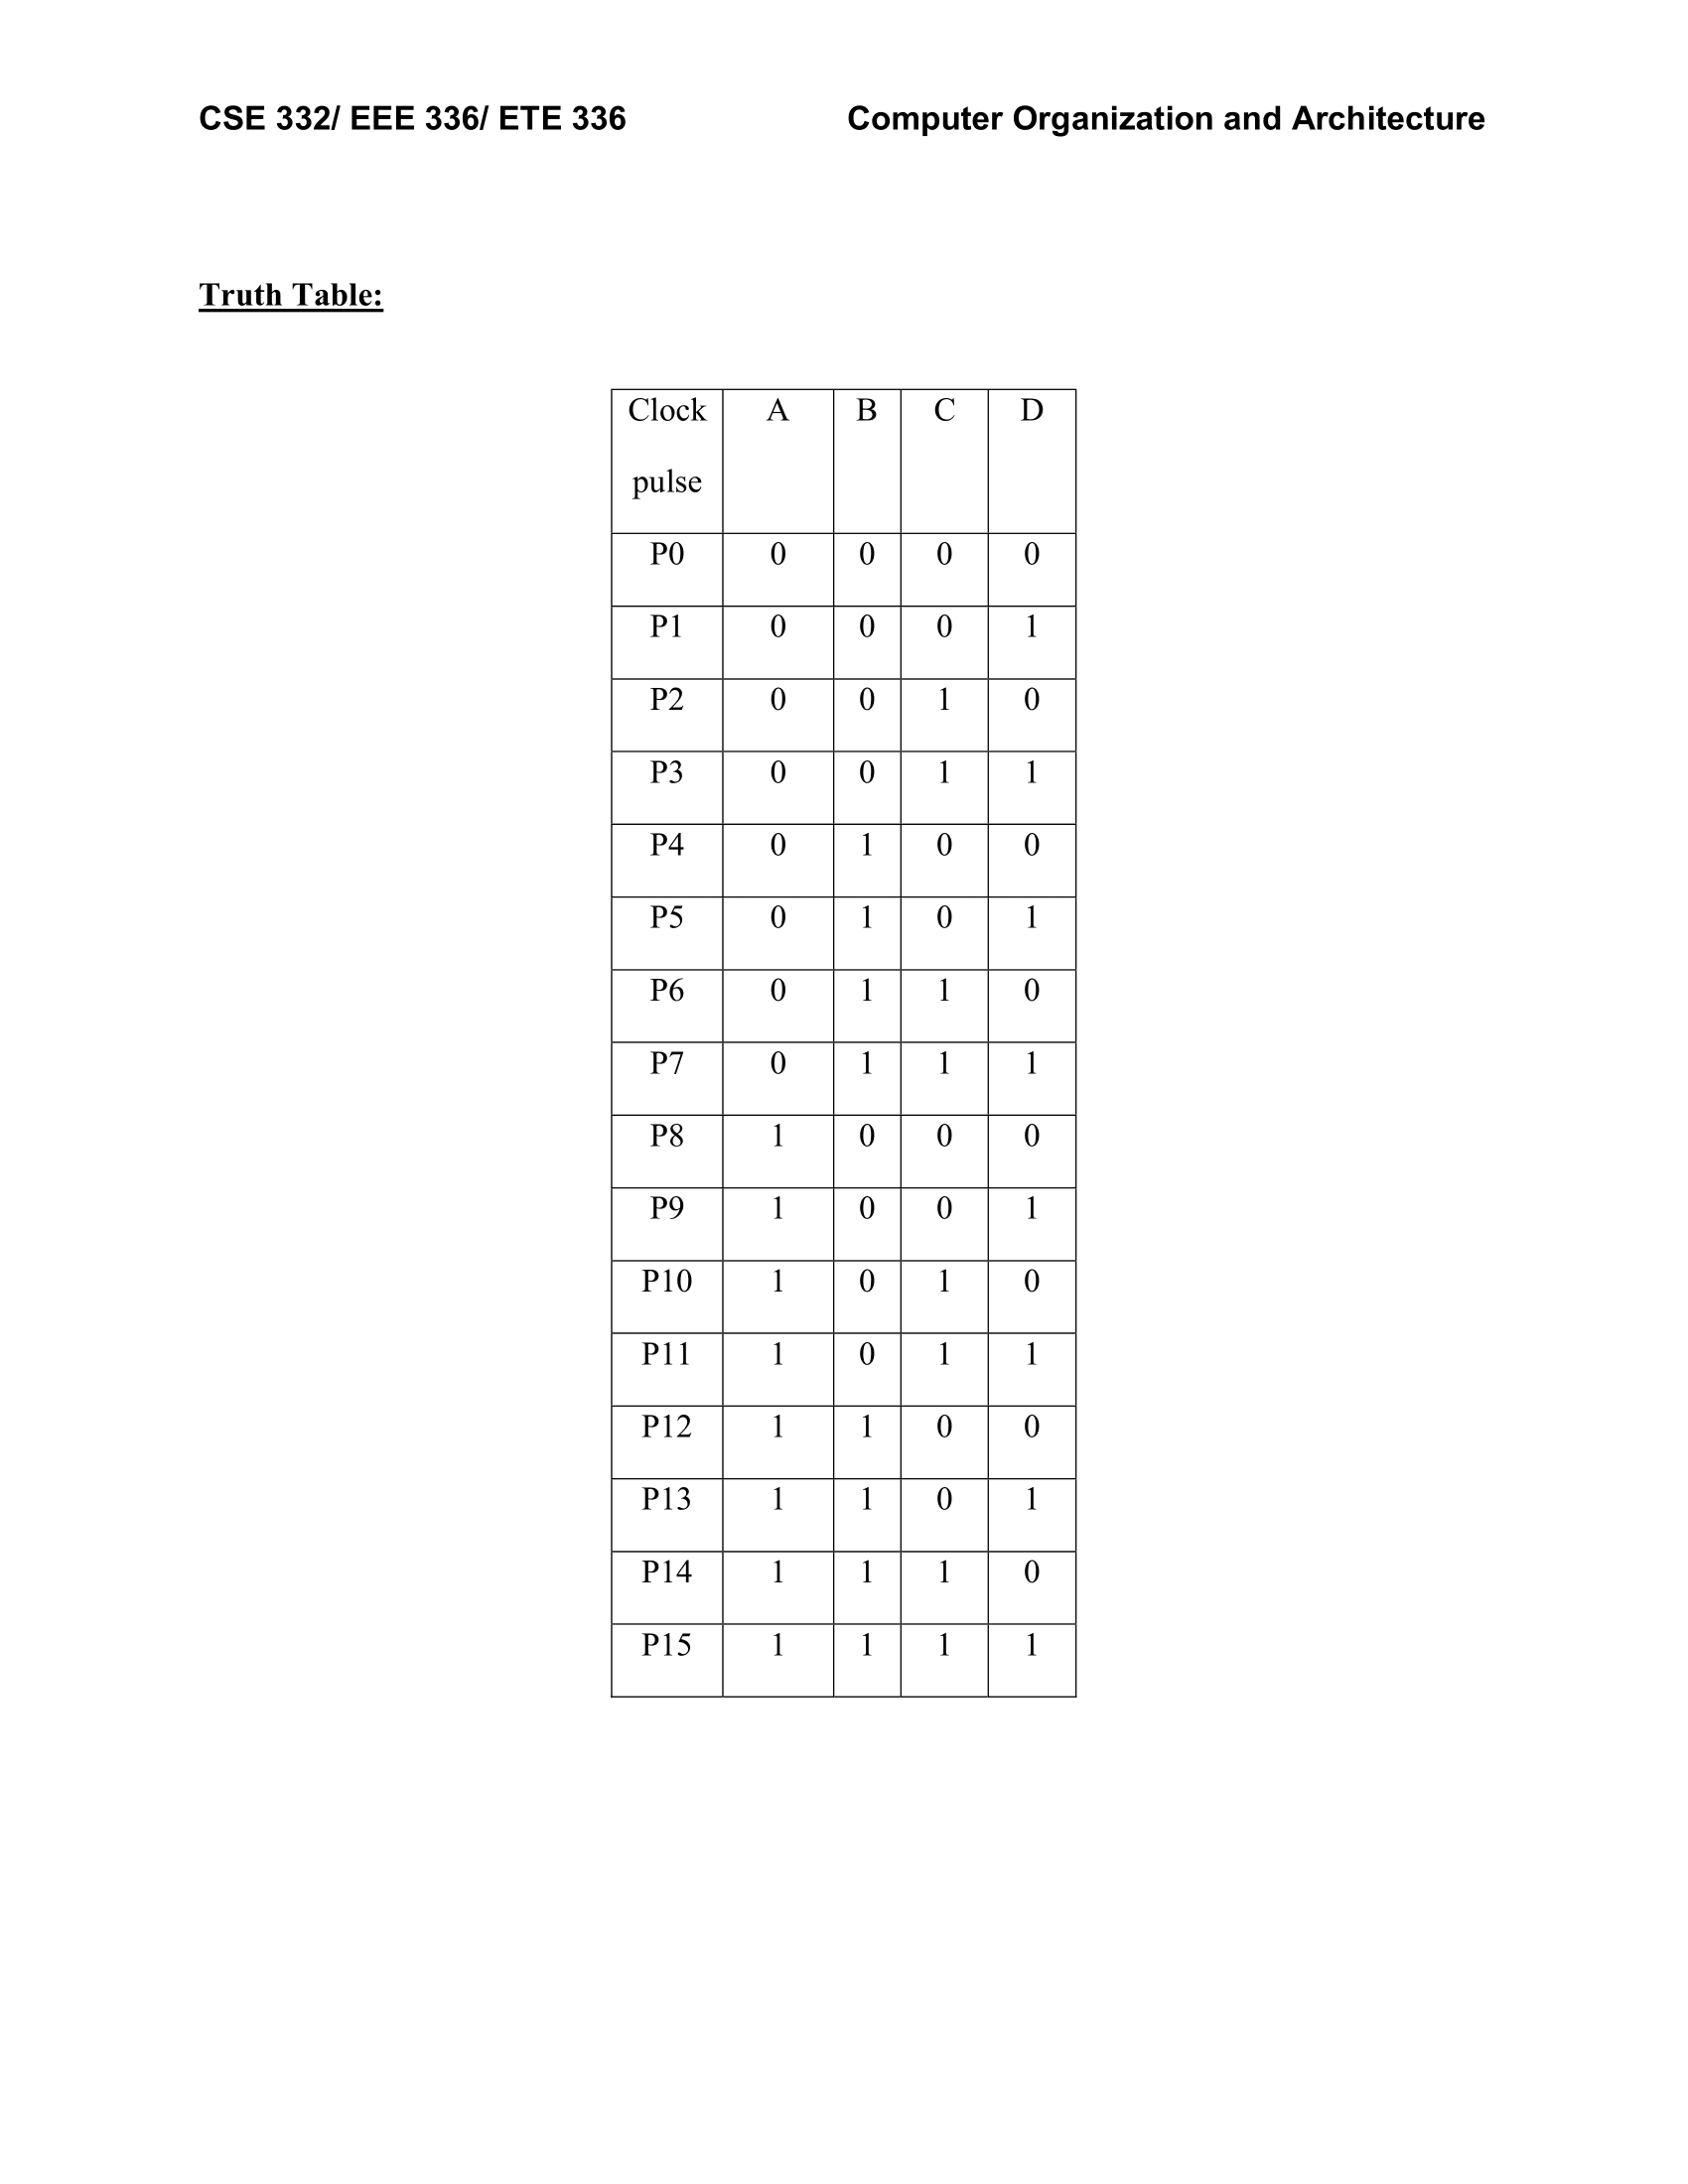 CSE 332/ EEE 336/ ETE 336 Computer Organization and Architecture
Truth Table:
Clock pulse A B C D
P0 0 0 0 0
P1 0 0 0 1
P2 0 0 1 0
P3 0 0 1 1
P4 0 1 0 0
P5 0 1 0 1
P6 0 1 1 0
P7 0 1 1 1
P8 1 0 0 0
P9 1 0 0 1
P10 1 0 1 0
P11 1 0 1 1
P12 1 1 0 0
P13 1 1 0 1
P14 1 1 1 0
P15 1 1 1 1